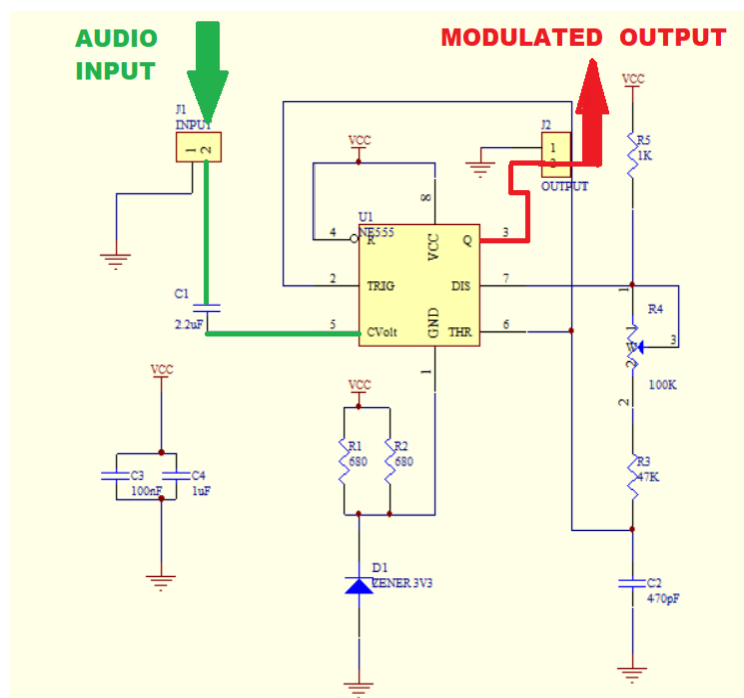 AUDIO
INPUT
MODULATED OUTPUT
VCC
J1
INPUT
1
2
VCC
J2
1
2
OUTPUT
R5
1K
U1
NE555
8
4
R
VCC
Q
3
2
TRIG
DIS
7
1
R4
C1
2.2uF
5
CVolt
GND
THR
6
1
W
2
3
100K
1
2
VCC
VCC
R1
680
R2
680
R3
47K
C3
100nF
C4
1uF
D1
ZENER 3V3
C2
470pF